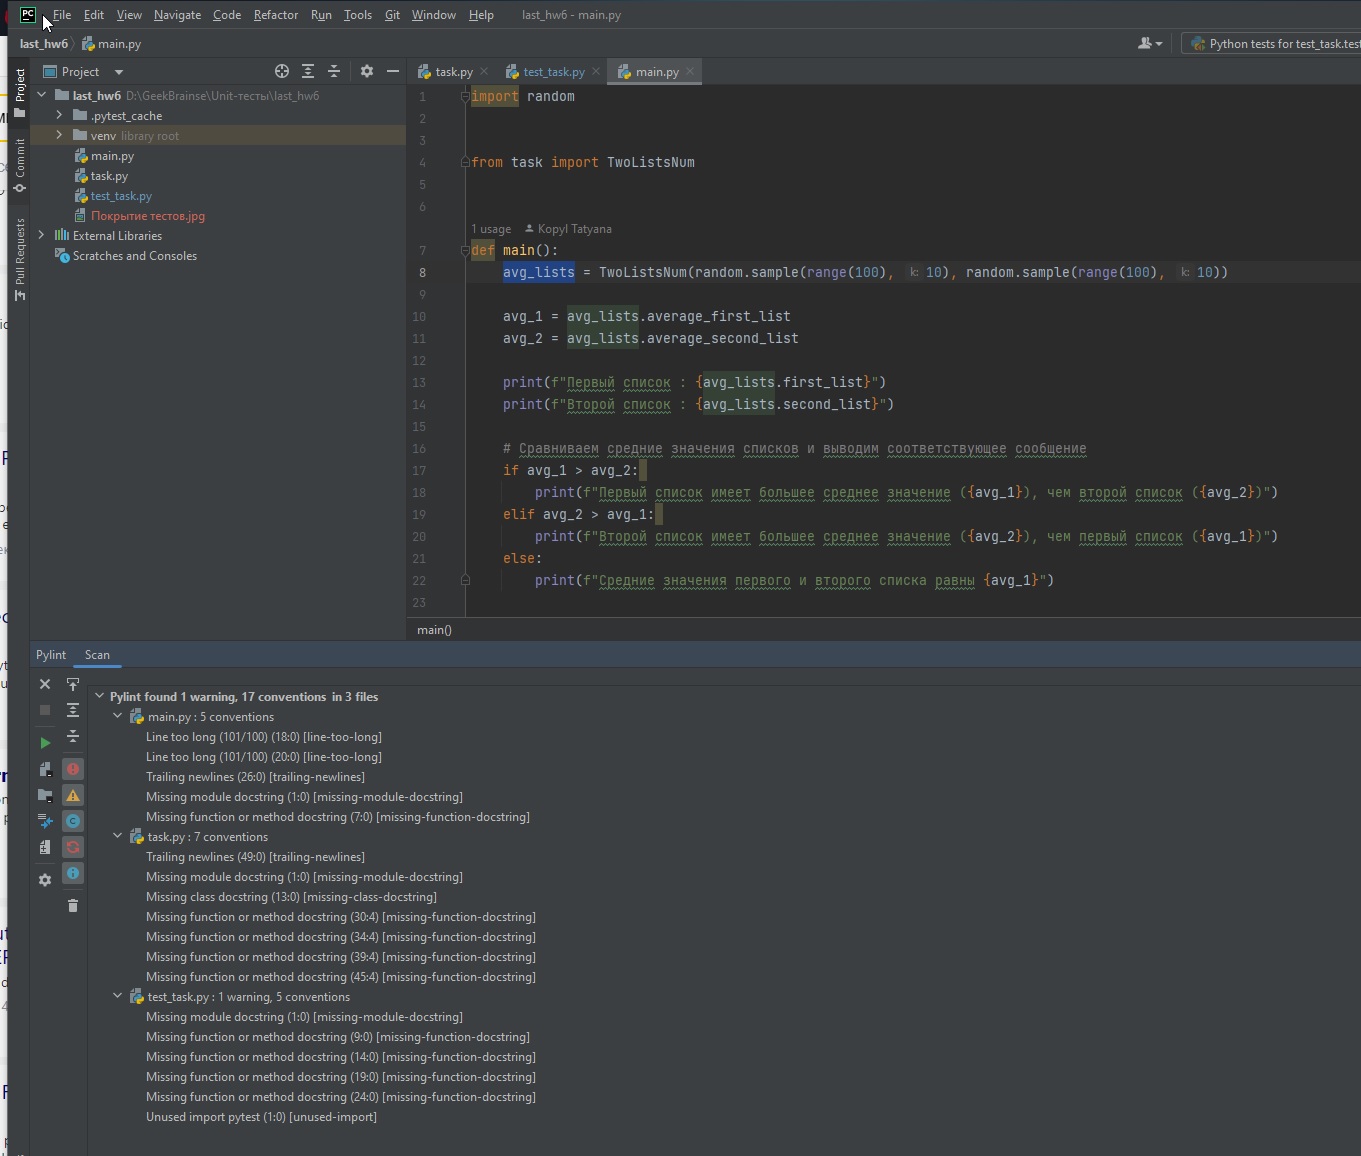 PC File Edit View Navigate Code Refactor Run Tools Git Window Help last_hw6 - main.py
last_hw6 main.py Python tests for test_task.test
Project
Commit
Pull Requests
Project
last_hw6 D:\GeekBrainse\Unit-тесты\last_hw6
.pytest_cache
venv library root
main.py
task.py
test_task.py
Покрытие тестов.jpg
External Libraries
Scratches and Consoles
task.py test_task.py main.py
1 import random
2
3
4 from task import TwoListsNum
5
6
1 usage Kopyl Tatyana
7 def main():
8 avg_lists = TwoListsNum(random.sample(range(100), k: 10), random.sample(range(100), k: 10))
9
10 avg_1 = avg_lists.average_first_list
11 avg_2 = avg_lists.average_second_list
12
13 print(f"Первый список : {avg_lists.first_list}")
14 print(f"Второй список : {avg_lists.second_list}")
15
16 # Сравниваем средние значения списков и выводим соответствующее сообщение
17 if avg_1 > avg_2:
18 print(f"Первый список имеет большее среднее значение ({avg_1}), чем второй список ({avg_2})")
19 elif avg_2 > avg_1:
20 print(f"Второй список имеет большее среднее значение ({avg_2}), чем первый список ({avg_1})")
21 else:
22 print(f"Средние значения первого и второго списка равны {avg_1}")
23
main()
Pylint Scan
Pylint found 1 warning, 17 conventions in 3 files
main.py : 5 conventions
Line too long (101/100) (18:0) [line-too-long]
Line too long (101/100) (20:0) [line-too-long]
Trailing newlines (26:0) [trailing-newlines]
Missing module docstring (1:0) [missing-module-docstring]
Missing function or method docstring (7:0) [missing-function-docstring]
task.py : 7 conventions
Trailing newlines (49:0) [trailing-newlines]
Missing module docstring (1:0) [missing-module-docstring]
Missing class docstring (13:0) [missing-class-docstring]
Missing function or method docstring (30:4) [missing-function-docstring]
Missing function or method docstring (34:4) [missing-function-docstring]
Missing function or method docstring (39:4) [missing-function-docstring]
Missing function or method docstring (45:4) [missing-function-docstring]
test_task.py : 1 warning, 5 conventions
Missing module docstring (1:0) [missing-module-docstring]
Missing function or method docstring (9:0) [missing-function-docstring]
Missing function or method docstring (14:0) [missing-function-docstring]
Missing function or method docstring (19:0) [missing-function-docstring]
Missing function or method docstring (24:0) [missing-function-docstring]
Unused import pytest (1:0) [unused-import]